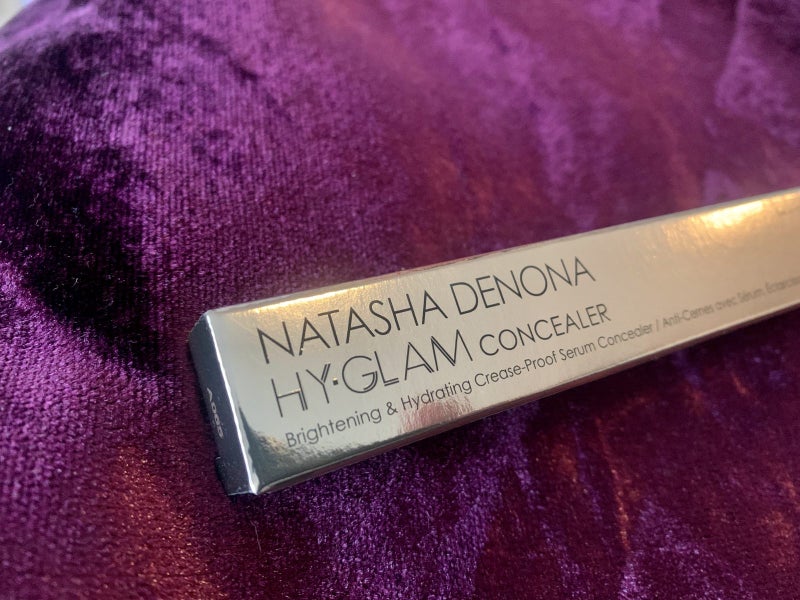 NATASHA DENONA
HY·GLAM CONCEALER
Brightening & Hydrating Crease-Proof Serum Concealer / Anti-Cernes avec Sérum